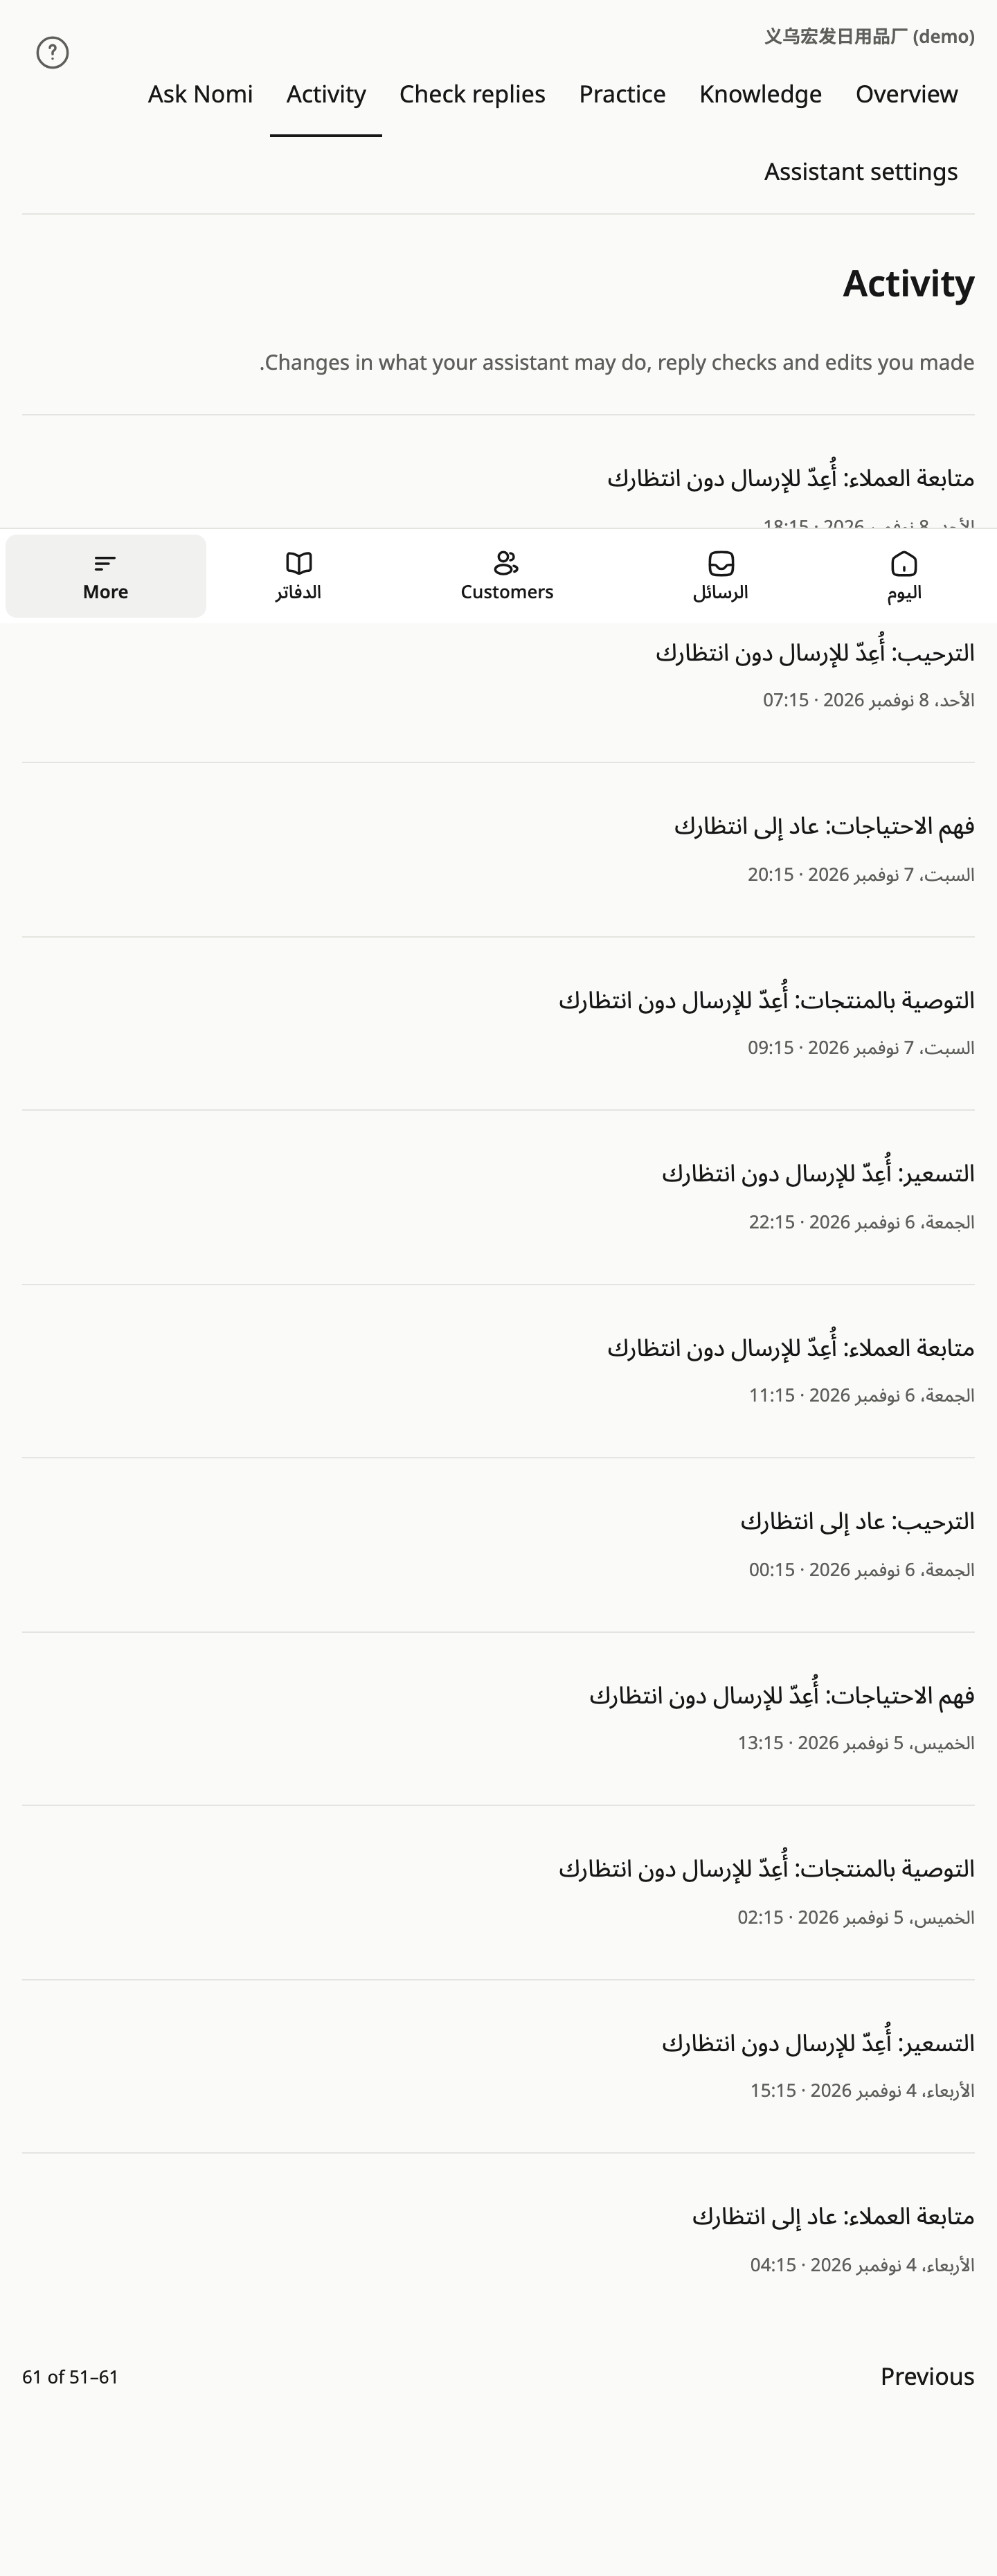 义乌宏发日用品厂 (demo)
Overview Knowledge Practice Check replies Activity Ask Nomi
Assistant settings
Activity
.Changes in what your assistant may do, reply checks and edits you made
متابعة العملاء: أُعِدّ للإرسال دون انتظارك
الأحد، 8 نوفمبر 2026 · 18:15
اليوم الرسائل Customers الدفاتر More
الترحيب: أُعِدّ للإرسال دون انتظارك
الأحد، 8 نوفمبر 2026 · 07:15
فهم الاحتياجات: عاد إلى انتظارك
السبت، 7 نوفمبر 2026 · 20:15
التوصية بالمنتجات: أُعِدّ للإرسال دون انتظارك
السبت، 7 نوفمبر 2026 · 09:15
التسعير: أُعِدّ للإرسال دون انتظارك
الجمعة، 6 نوفمبر 2026 · 22:15
متابعة العملاء: أُعِدّ للإرسال دون انتظارك
الجمعة، 6 نوفمبر 2026 · 11:15
الترحيب: عاد إلى انتظارك
الجمعة، 6 نوفمبر 2026 · 00:15
فهم الاحتياجات: أُعِدّ للإرسال دون انتظارك
الخميس، 5 نوفمبر 2026 · 13:15
التوصية بالمنتجات: أُعِدّ للإرسال دون انتظارك
الخميس، 5 نوفمبر 2026 · 02:15
التسعير: أُعِدّ للإرسال دون انتظارك
الأربعاء، 4 نوفمبر 2026 · 15:15
متابعة العملاء: عاد إلى انتظارك
الأربعاء، 4 نوفمبر 2026 · 04:15
Previous
61 of 51–61